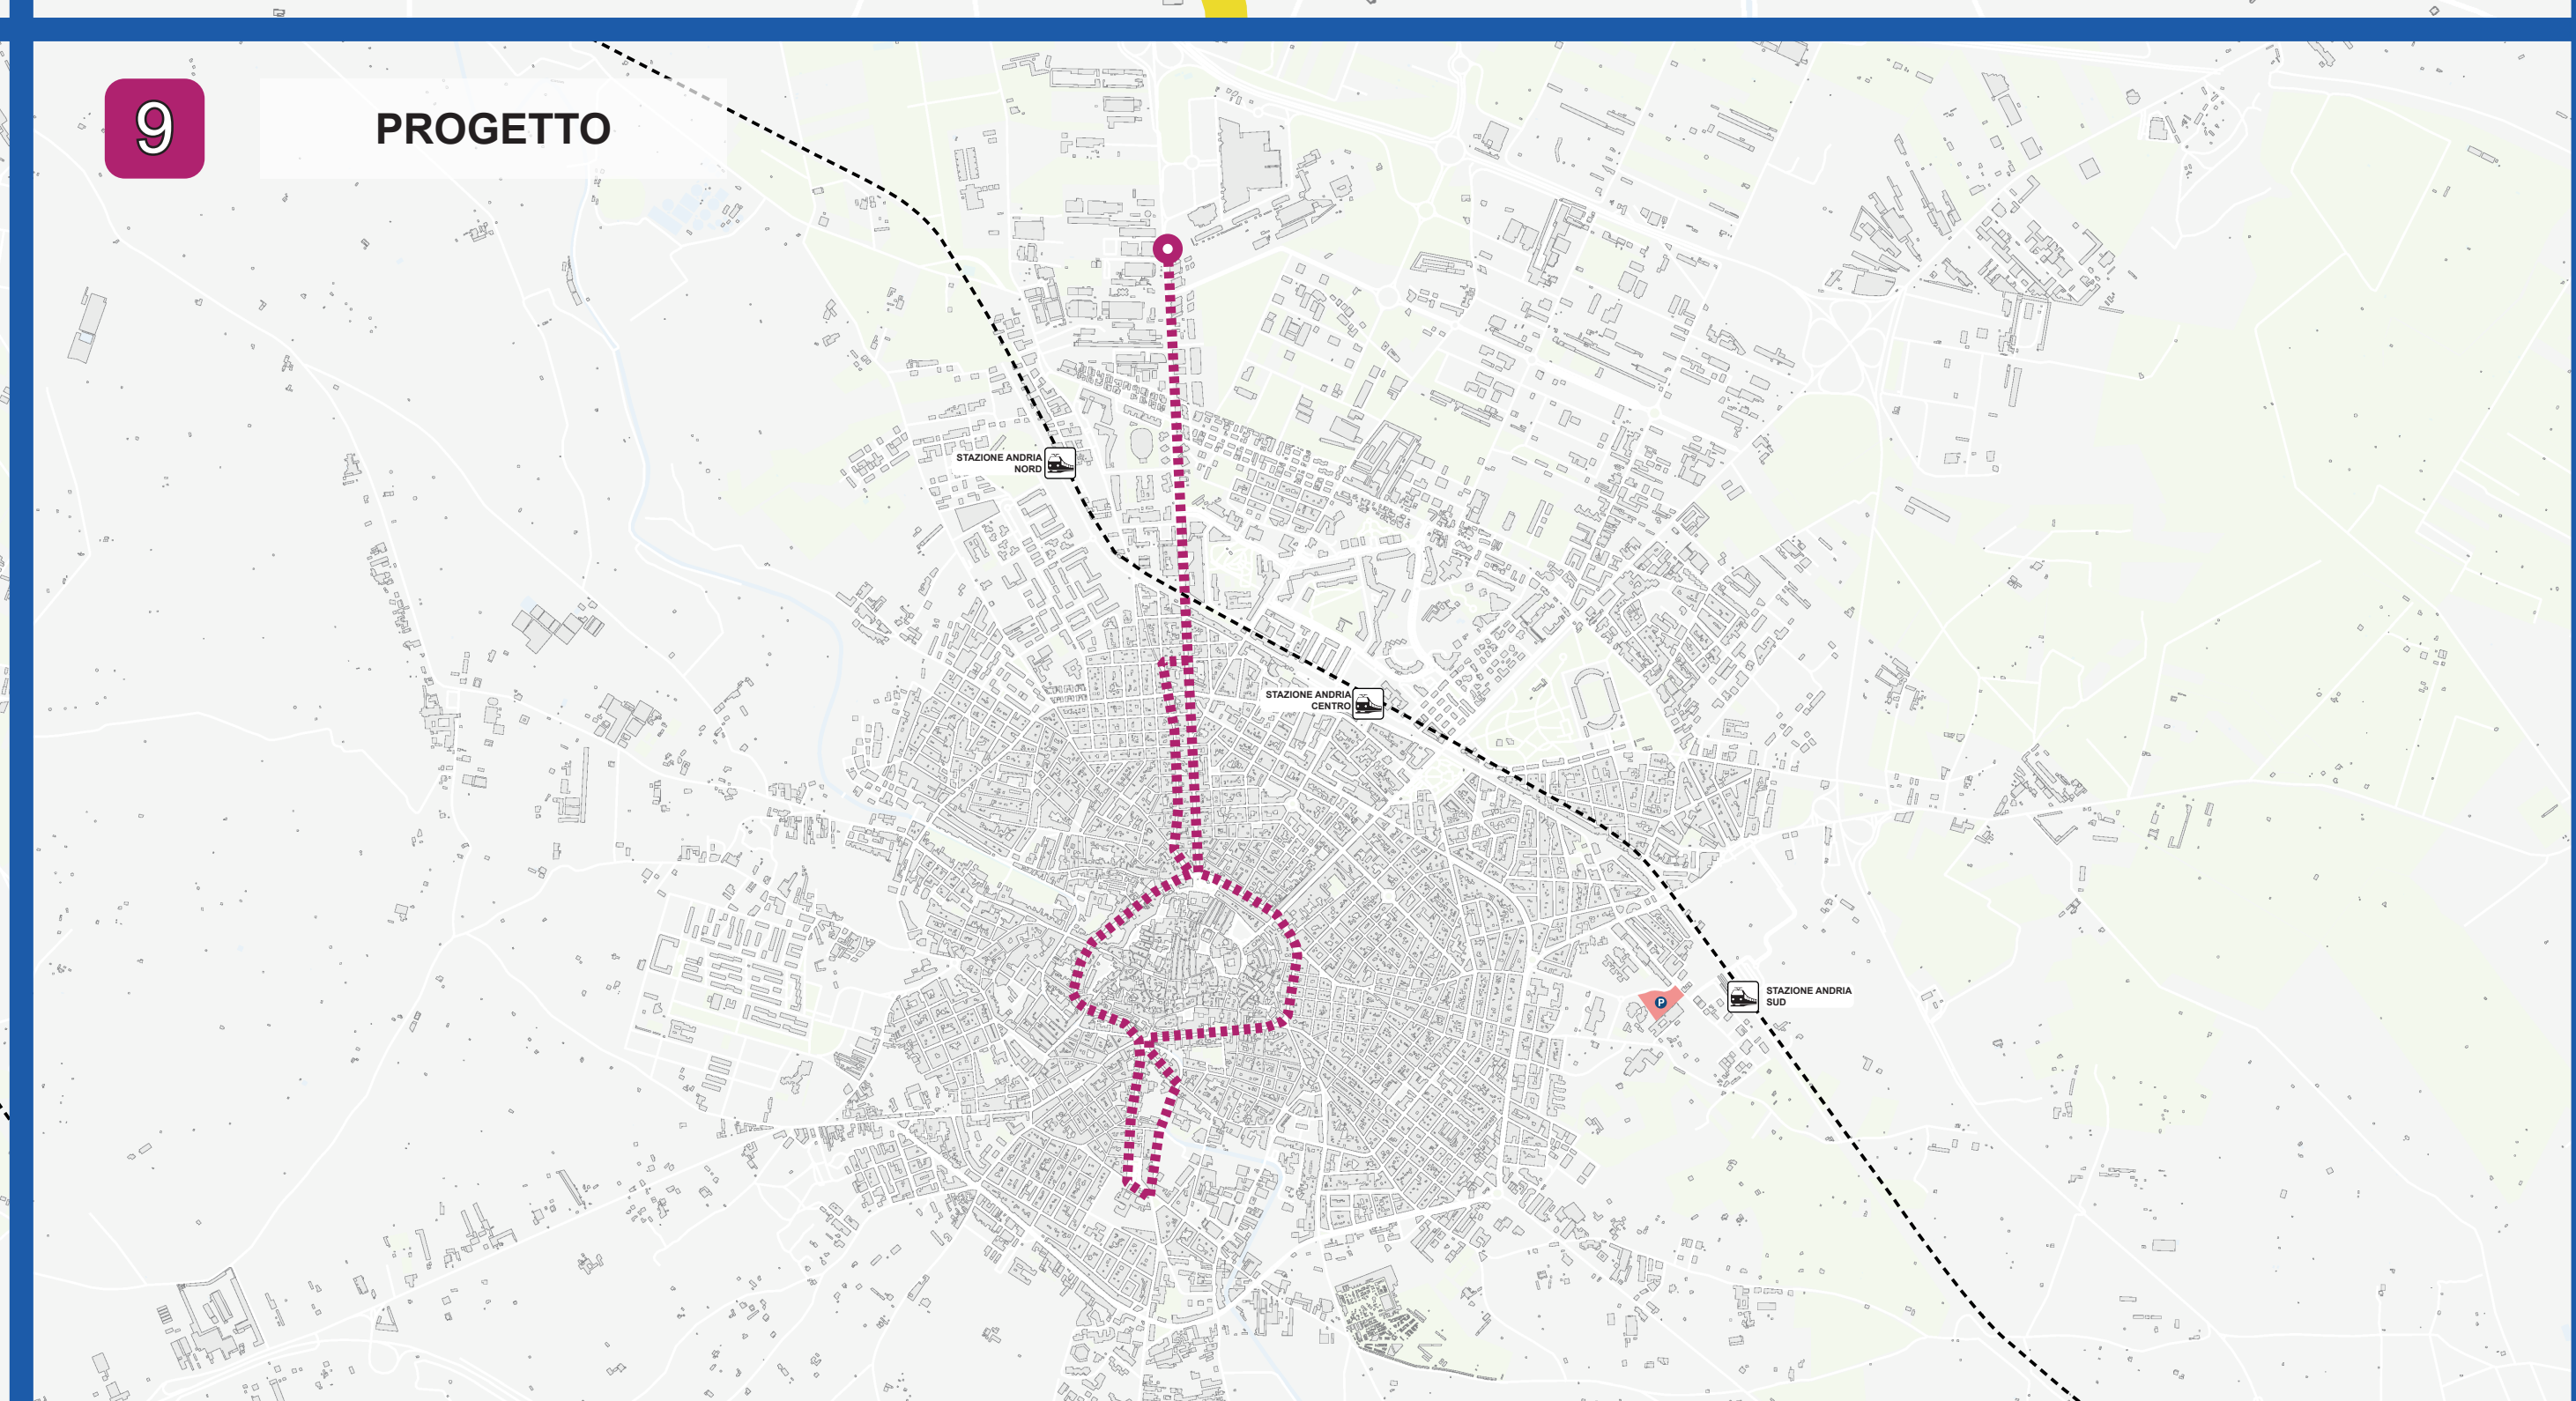 9
PROGETTO
STAZIONE ANDRIA
NORD
STAZIONE ANDRIA
CENTRO
STAZIONE ANDRIA
SUD
P